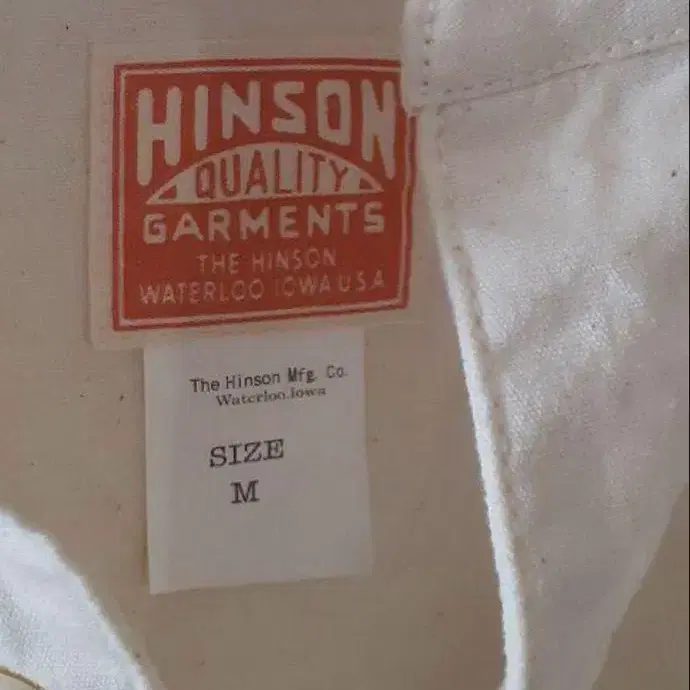 HINSON
QUALITY
GARMENTS
THE HINSON
WATERLOO IOWA U.S.A
The Hinson Mfg. Co.
Waterloo.Iowa
SIZE
M